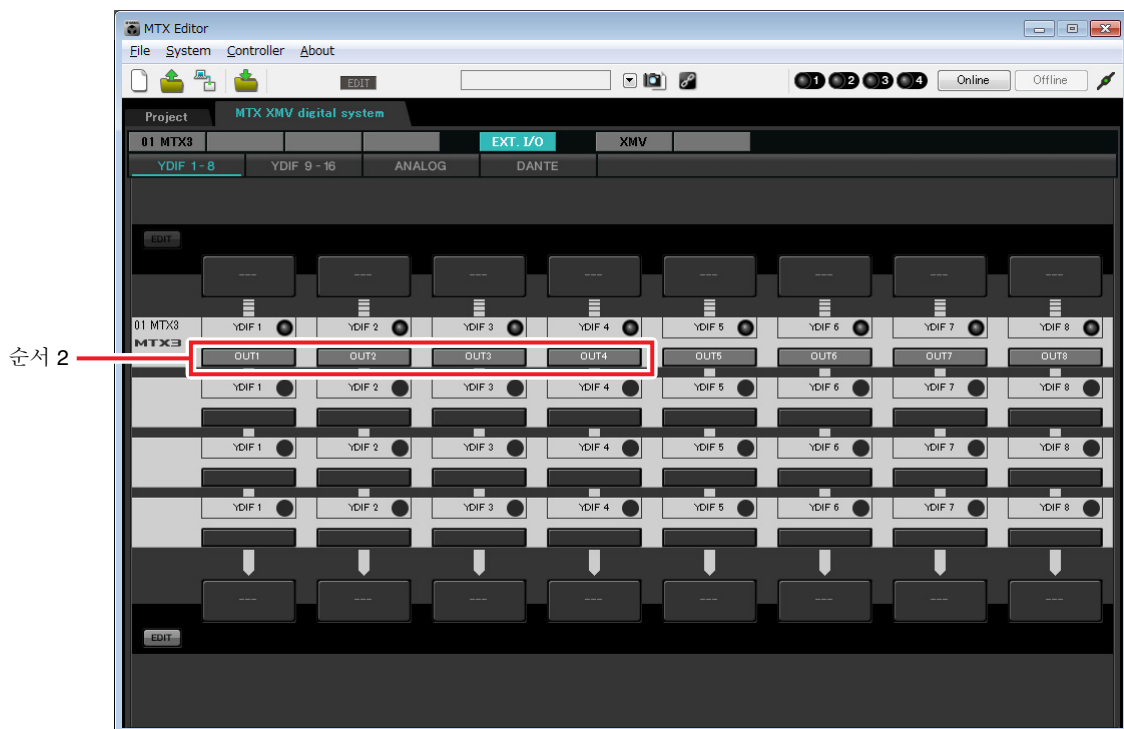 MTX Editor
File System Controller About
EDIT 1 2 3 4 Online Offline
Project MTX XMV digital system
01 MTX3 EXT. I/O XMV
YDIF 1-8 YDIF 9-16 ANALOG DANTE
EDIT
--- --- --- --- --- --- --- ---
01 MTX3 YDIF 1 YDIF 2 YDIF 3 YDIF 4 YDIF 5 YDIF 6 YDIF 7 YDIF 8
MTX3
순서 2 OUT1 OUT2 OUT3 OUT4 OUT5 OUT6 OUT7 OUT8
YDIF 1 YDIF 2 YDIF 3 YDIF 4 YDIF 5 YDIF 6 YDIF 7 YDIF 8
YDIF 1 YDIF 2 YDIF 3 YDIF 4 YDIF 5 YDIF 6 YDIF 7 YDIF 8
YDIF 1 YDIF 2 YDIF 3 YDIF 4 YDIF 5 YDIF 6 YDIF 7 YDIF 8
--- --- --- --- --- --- --- ---
EDIT